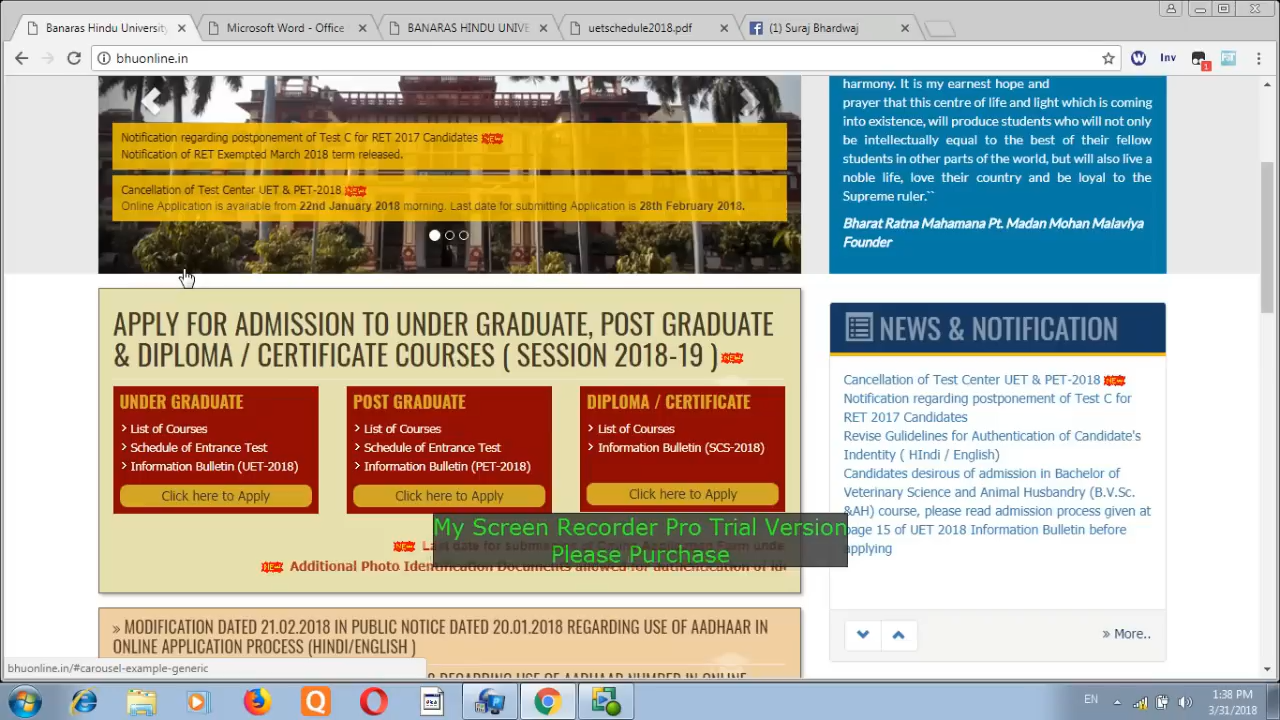 Banaras Hindu University
Microsoft Word - Office
BANARAS HINDU UNIVE
uetschedule2018.pdf
(1) Suraj Bhardwaj
bhuonline.in
Inv
1
Notification regarding postponement of Test C for RET 2017 Candidates NEW
Notification of RET Exempted March 2018 term released.
Cancellation of Test Centar UET & PET-2018 NEW
Online Application is available from 22nd January 2018 morning. Last date for submitting Application is 28th February 2018.
harmony. It is my earnest hope and
prayer that this centre of life and light which is coming
into existence, will produce students who will not only
be intellectually equal to the best of their fellow
students in other parts of the world, but will also live a
noble life, love their country and be loyal to the
Supreme ruler.``
Bharat Ratna Mahamana Pt. Madan Mohan Malaviya
Founder
APPLY FOR ADMISSION TO UNDER GRADUATE, POST GRADUATE
& DIPLOMA / CERTIFICATE COURSES ( SESSION 2018-19 ) NEW
UNDER GRADUATE
List of Courses
Schedule of Entrance Test
Information Bulletin (UET-2018)
Click here to Apply
POST GRADUATE
List of Courses
Schedule of Entrance Test
Information Bulletin (PET-2018)
Click here to Apply
DIPLOMA / CERTIFICATE
List of Courses
Information Bulletin (SCS-2018)
Click here to Apply
My Screen Recorder Pro Trial Version
Please Purchase
NEW Additional Photo Identification Documents allowed for authentication of
» MODIFICATION DATED 21.02.2018 IN PUBLIC NOTICE DATED 20.01.2018 REGARDING USE OF AADHAAR IN
ONLINE APPLICATION PROCESS (HINDI/ENGLISH )
REGARDING USE OF AADHAAR NUMBER IN ONLINE
NEWS & NOTIFICATION
Cancellation of Test Center UET & PET-2018 NEW
Notification regarding postponement of Test C for
RET 2017 Candidates
Revise Gulidelines for Authentication of Candidate's
Indentity ( HIndi / English)
Candidates desirous of admission in Bachelor of
Veterinary Science and Animal Husbandry (B.V.Sc.
&AH) course, please read admission process given at
page 15 of UET 2018 Information Bulletin before
applying
» More..
bhuonline.in/#carousel-example-generic
EN
1:38 PM
3/31/2018